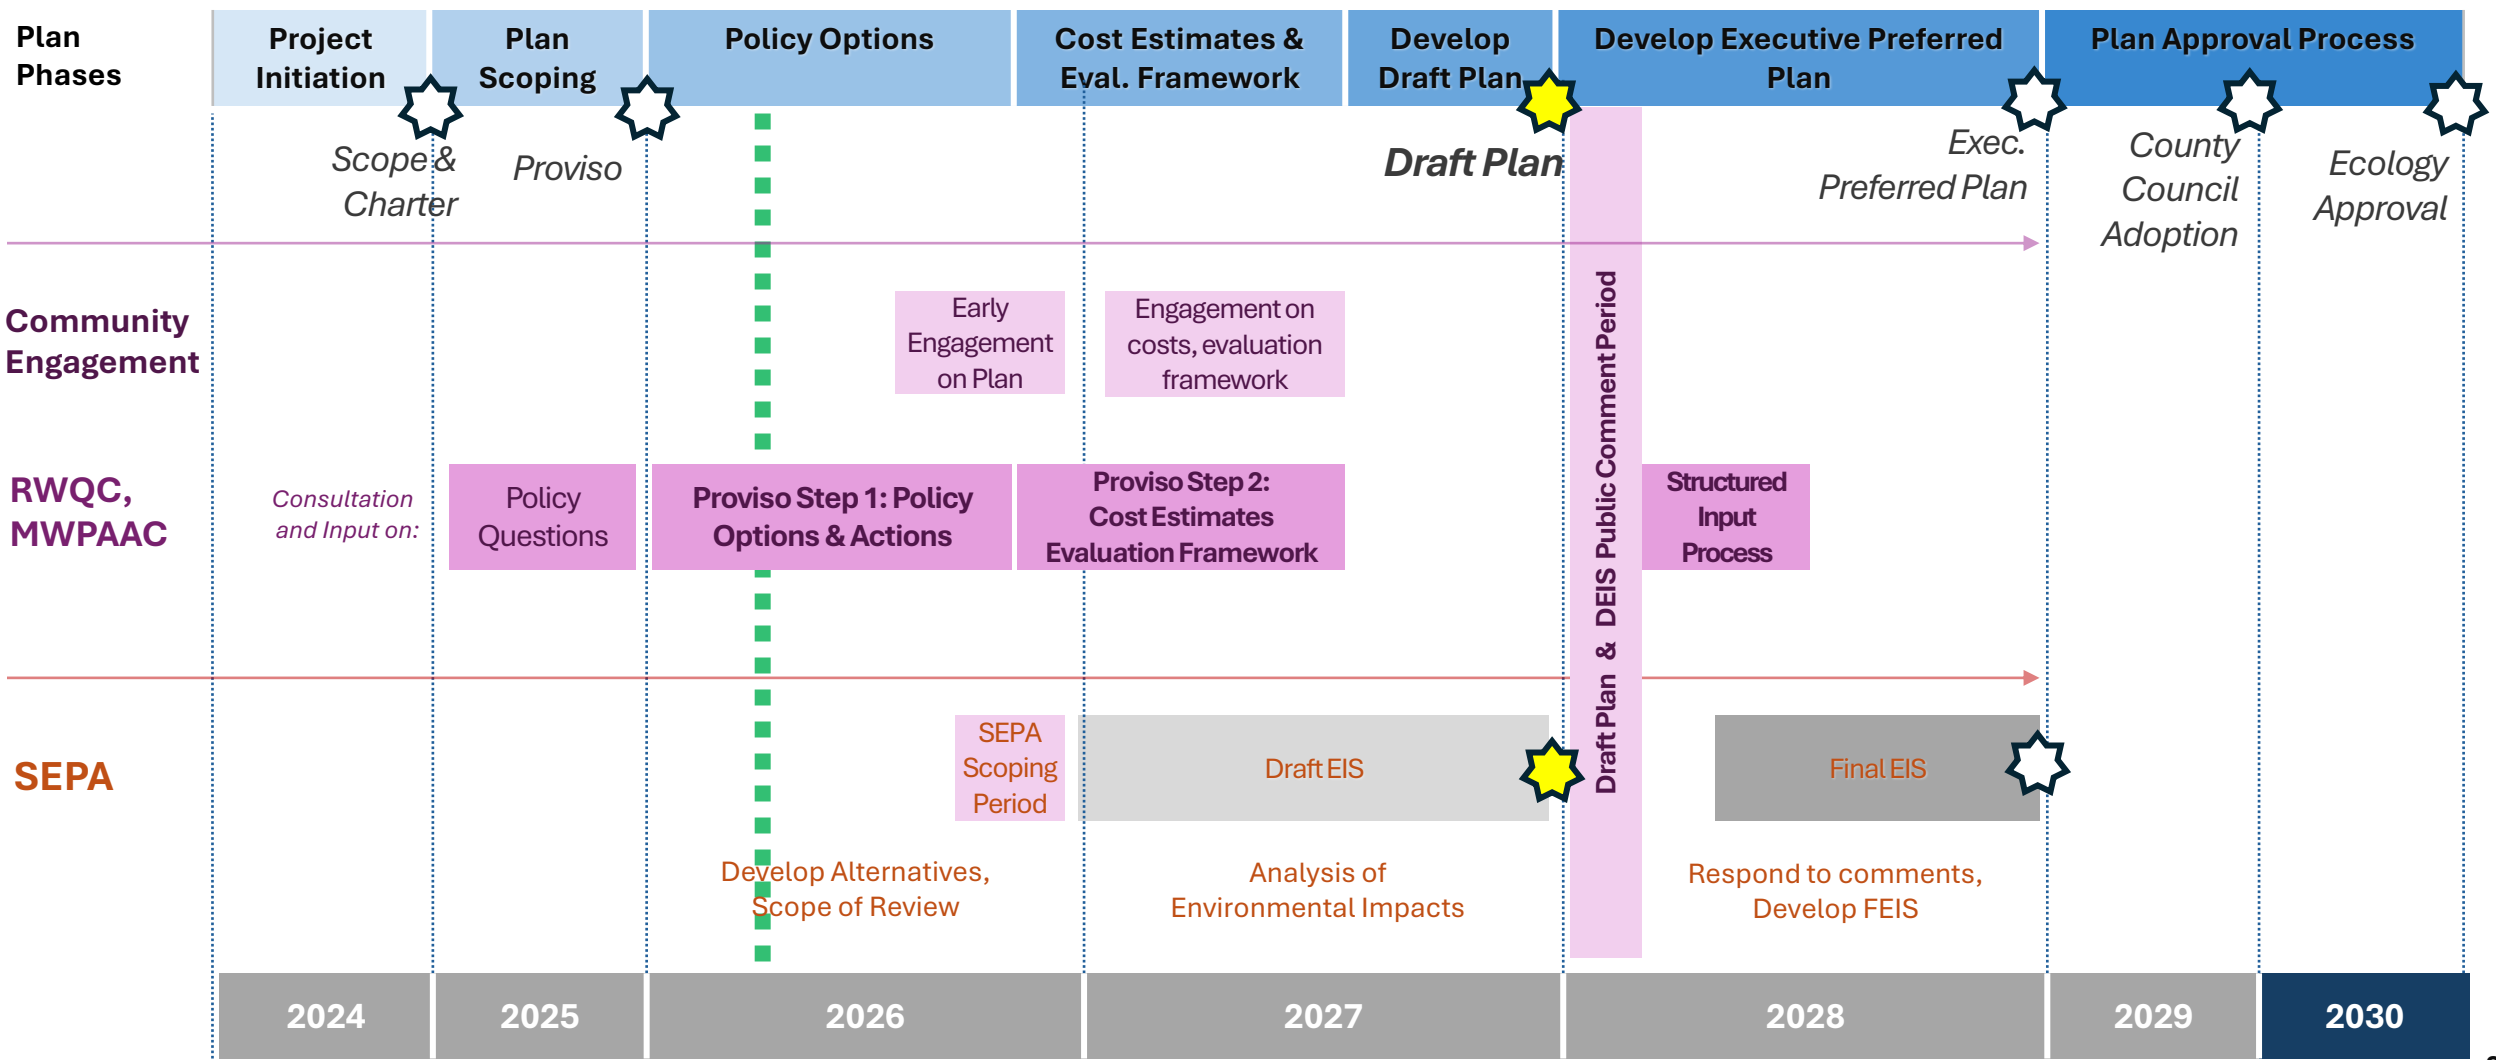 Plan
Phases
Project
Initiation
Plan
Scoping
Policy Options
Cost Estimates &
Eval. Framework
Develop
Draft Plan
Develop Executive Preferred
Plan
Plan Approval Process
Scope &
Charter
Proviso
Draft Plan
Exec.
Preferred Plan
County
Council
Adoption
Ecology
Approval
Community
Engagement
Early
Engagement
on Plan
Engagement on
costs, evaluation
framework
Draft Plan & DEIS Public Comment Period
RWQC,
MWPAAC
Consultation
and Input on:
Policy
Questions
Proviso Step 1: Policy
Options & Actions
Proviso Step 2:
Cost Estimates
Evaluation Framework
Structured
Input
Process
SEPA
SEPA
Scoping
Period
Draft EIS
Final EIS
Develop Alternatives,
Scope of Review
Analysis of
Environmental Impacts
Respond to comments,
Develop FEIS
2024
2025
2026
2027
2028
2029
2030